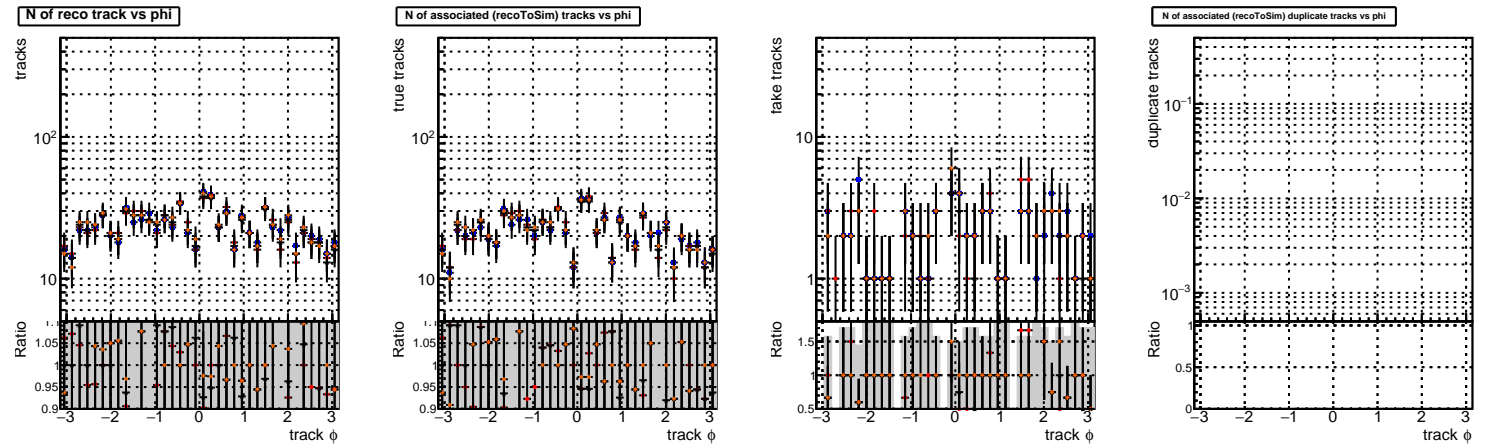 N of reco track vs phi
tracks
10²
10
Ratio
1.1
1.05
1
0.95
0.9
−3 −2 −1 0 1 2 3
track ϕ
N of associated (recoToSim) tracks vs phi
true tracks
10²
10
Ratio
1.1
1.05
1
0.95
0.9
−3 −2 −1 0 1 2 3
track ϕ
fake tracks
10
1
Ratio
1.5
1
0.5
−3 −2 −1 0 1 2 3
track ϕ
N of associated (recoToSim) duplicate tracks vs phi
duplicate tracks
10⁻¹
10⁻²
10⁻³
Ratio
1
0.5
0
−3 −2 −1 0 1 2 3
track ϕ